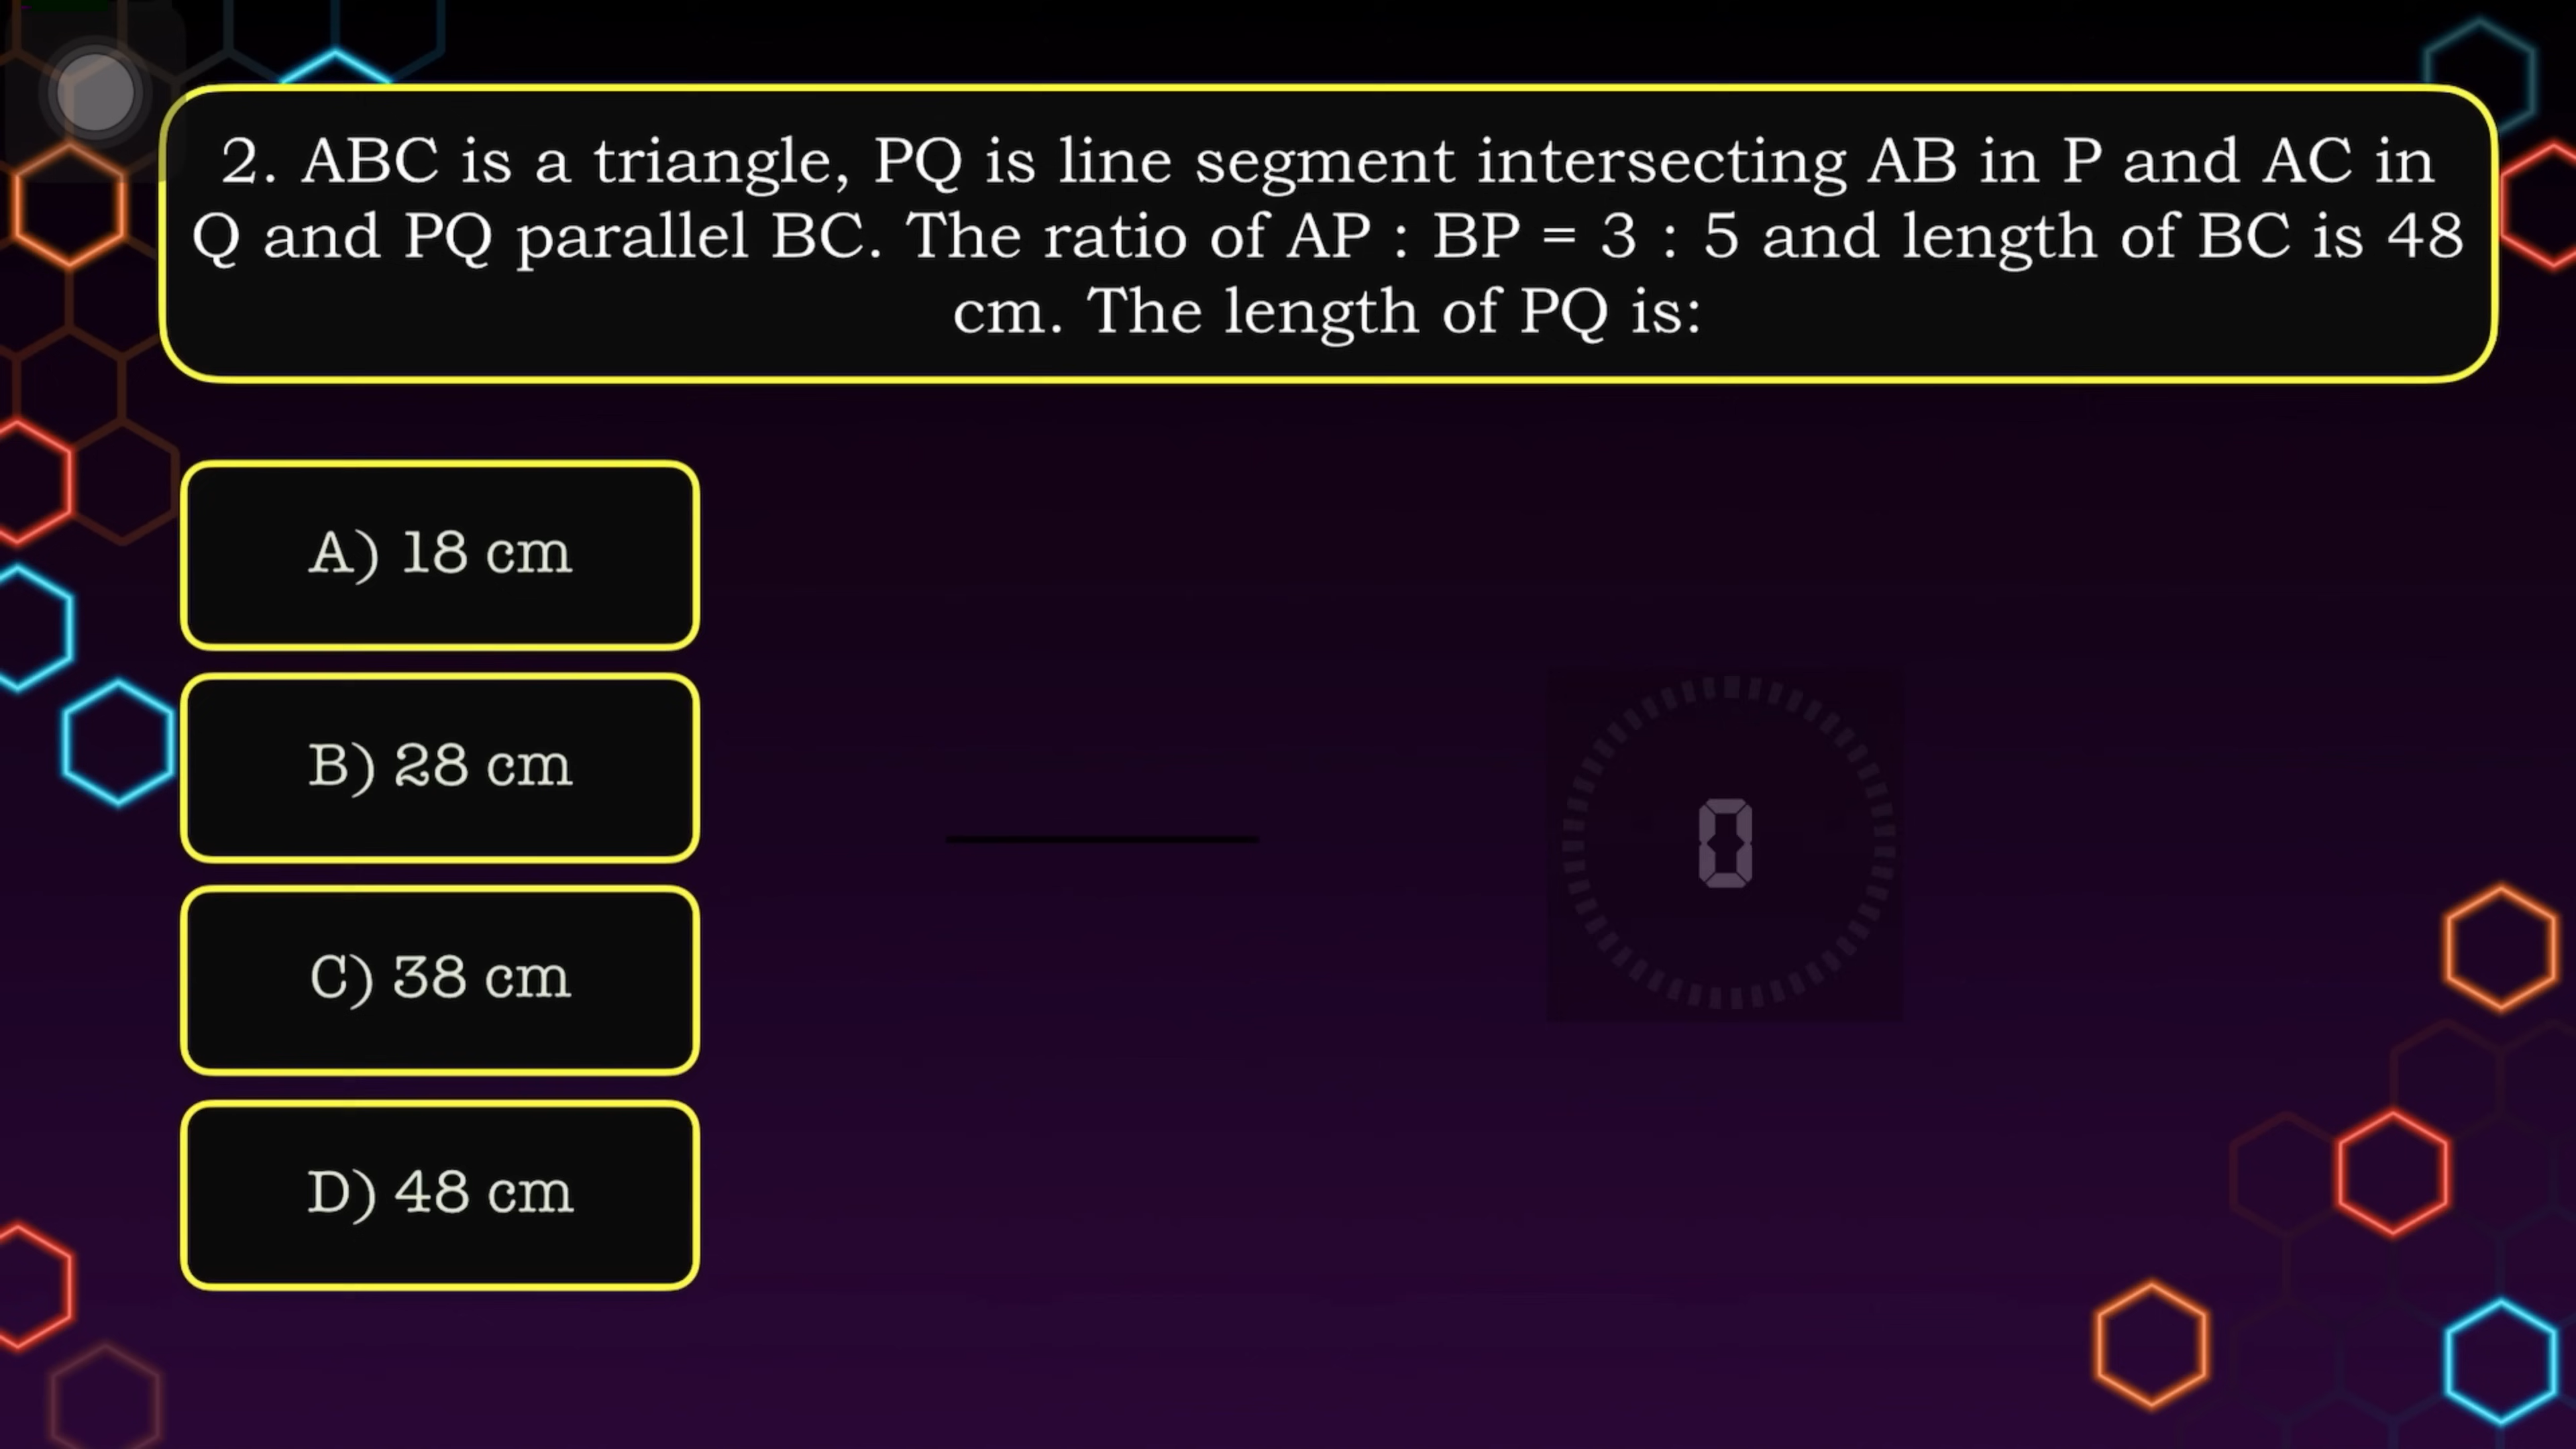 2. ABC is a triangle, PQ is line segment intersecting AB in P and AC in
Q and PQ parallel BC. The ratio of AP : BP = 3 : 5 and length of BC is 48
cm. The length of PQ is:
A) 18 cm
B) 28 cm
C) 38 cm
D) 48 cm
0